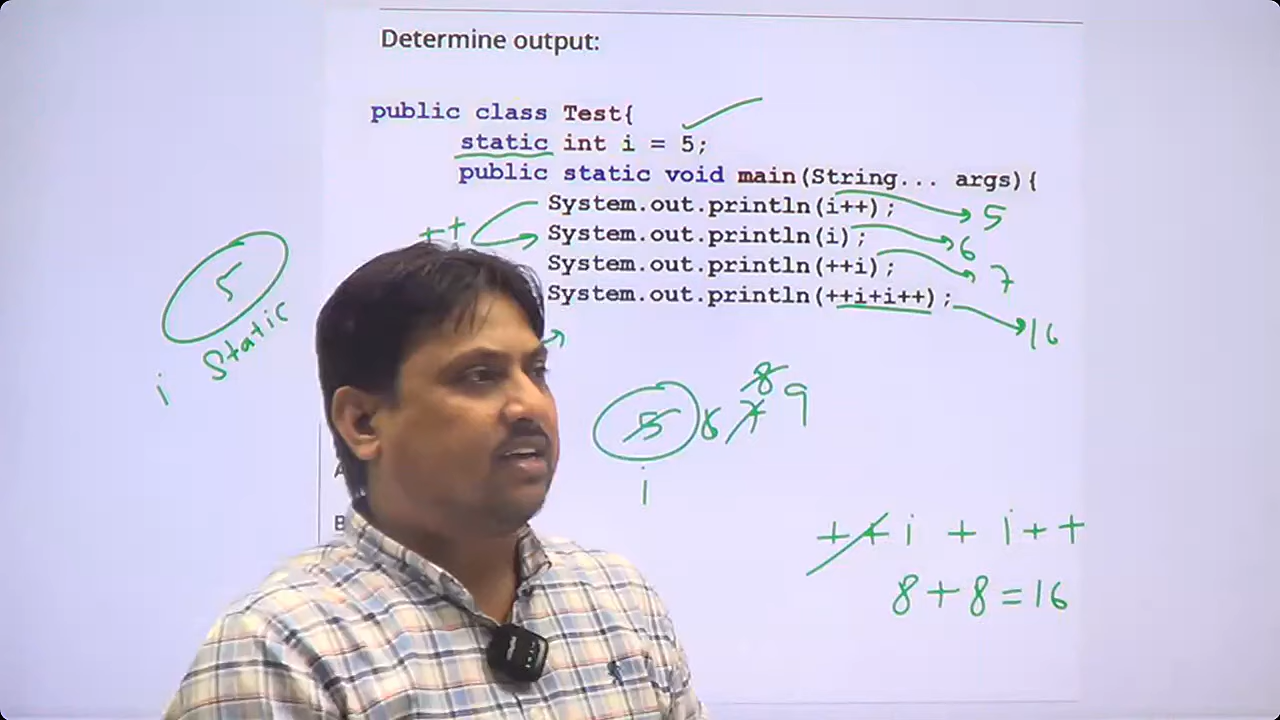 Determine output:
public class Test{
static int i = 5;
public static void main(String... args){
System.out.println(i++); 5
++ System.out.println(i); 6
System.out.println(++i); 7
System.out.println(++i+i++); 16
5
static
i
5 6 7 8 9
i
B
++i + i++
8+8=16